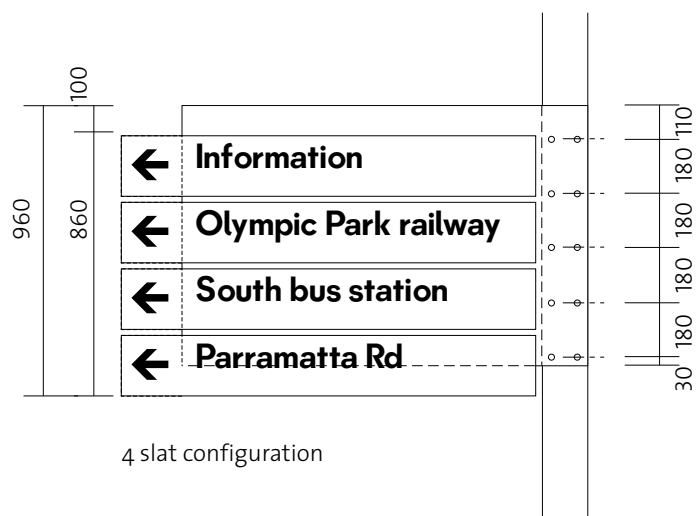 100
960
860
Information
Olympic Park railway
South bus station
Parramatta Rd
110
180
180
180
180
30
4 slat configuration